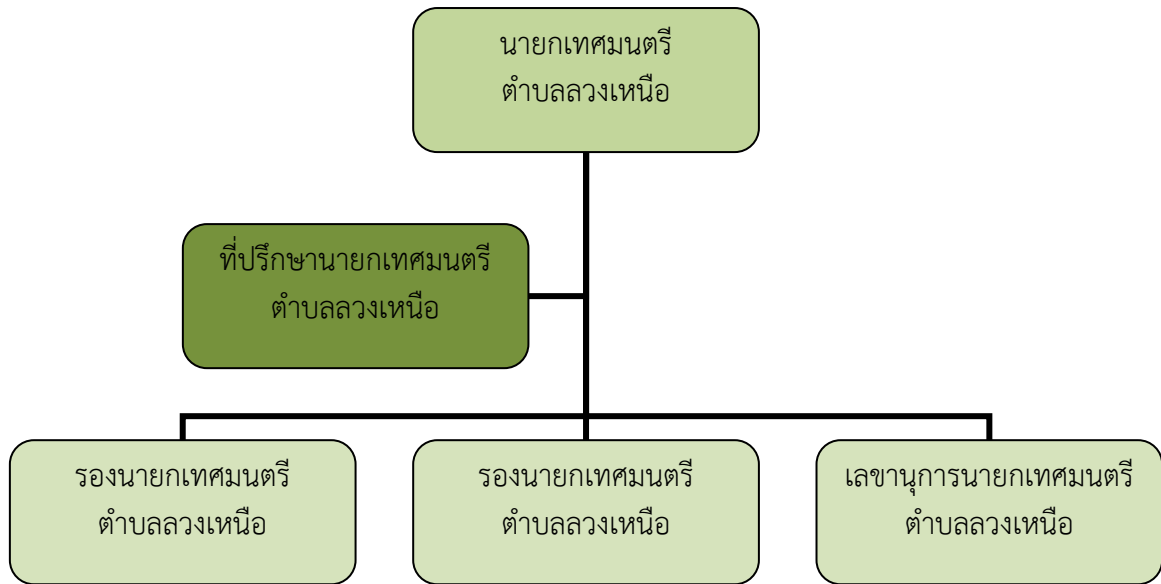 นายกเทศมนตรี
ตำบลลวงเหนือ
ที่ปรึกษานายกเทศมนตรี
ตำบลลวงเหนือ
รองนายกเทศมนตรี
ตำบลลวงเหนือ
รองนายกเทศมนตรี
ตำบลลวงเหนือ
เลขานุการนายกเทศมนตรี
ตำบลลวงเหนือ